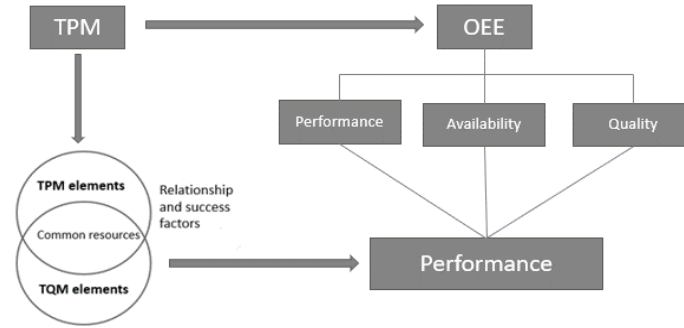 TPM
OEE
Performance
Availability
Quality
TPM elements
Relationship
and success
factors
Common resources
TQM elements
Performance